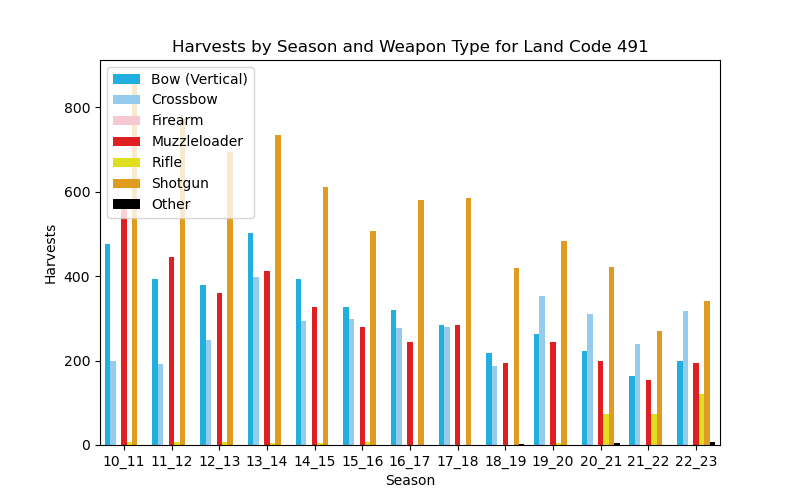 Harvests by Season and Weapon Type for Land Code 491
Bow (Vertical)
Crossbow
Firearm
Muzzleloader
Rifle
Shotgun
Other
800
600
400
200
0
Harvests
10_11 11_12 12_13 13_14 14_15 15_16 16_17 17_18 18_19 19_20 20_21 21_22 22_23
Season